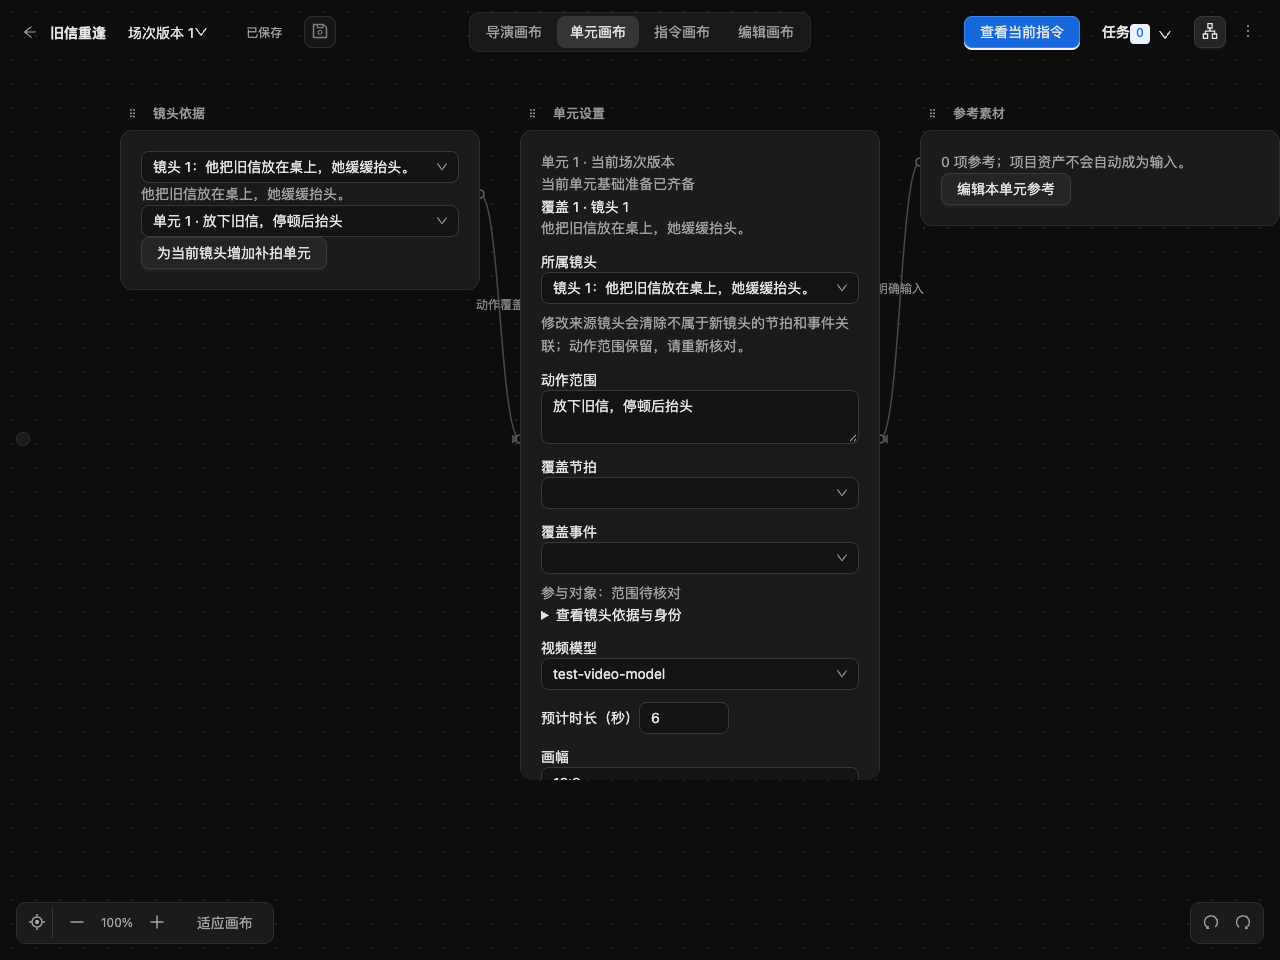 旧信重逢
场次版本 1
已保存
导演画布
单元画布
指令画布
编辑画布
查看当前指令
任务 0
镜头依据
镜头 1：他把旧信放在桌上，她缓缓抬头。
他把旧信放在桌上，她缓缓抬头。
单元 1 · 放下旧信，停顿后抬头
为当前镜头增加补拍单元
动作覆盖
单元设置
单元 1 · 当前场次版本
当前单元基础准备已齐备
覆盖 1 · 镜头 1
他把旧信放在桌上，她缓缓抬头。
所属镜头
镜头 1：他把旧信放在桌上，她缓缓抬头。
修改来源镜头会清除不属于新镜头的节拍和事件关
联；动作范围保留，请重新核对。
动作范围
放下旧信，停顿后抬头
覆盖节拍
覆盖事件
参与对象：范围待核对
查看镜头依据与身份
视频模型
test-video-model
预计时长（秒）
6
画幅
明确输入
参考素材
0 项参考；项目资产不会自动成为输入。
编辑本单元参考
100%
适应画布